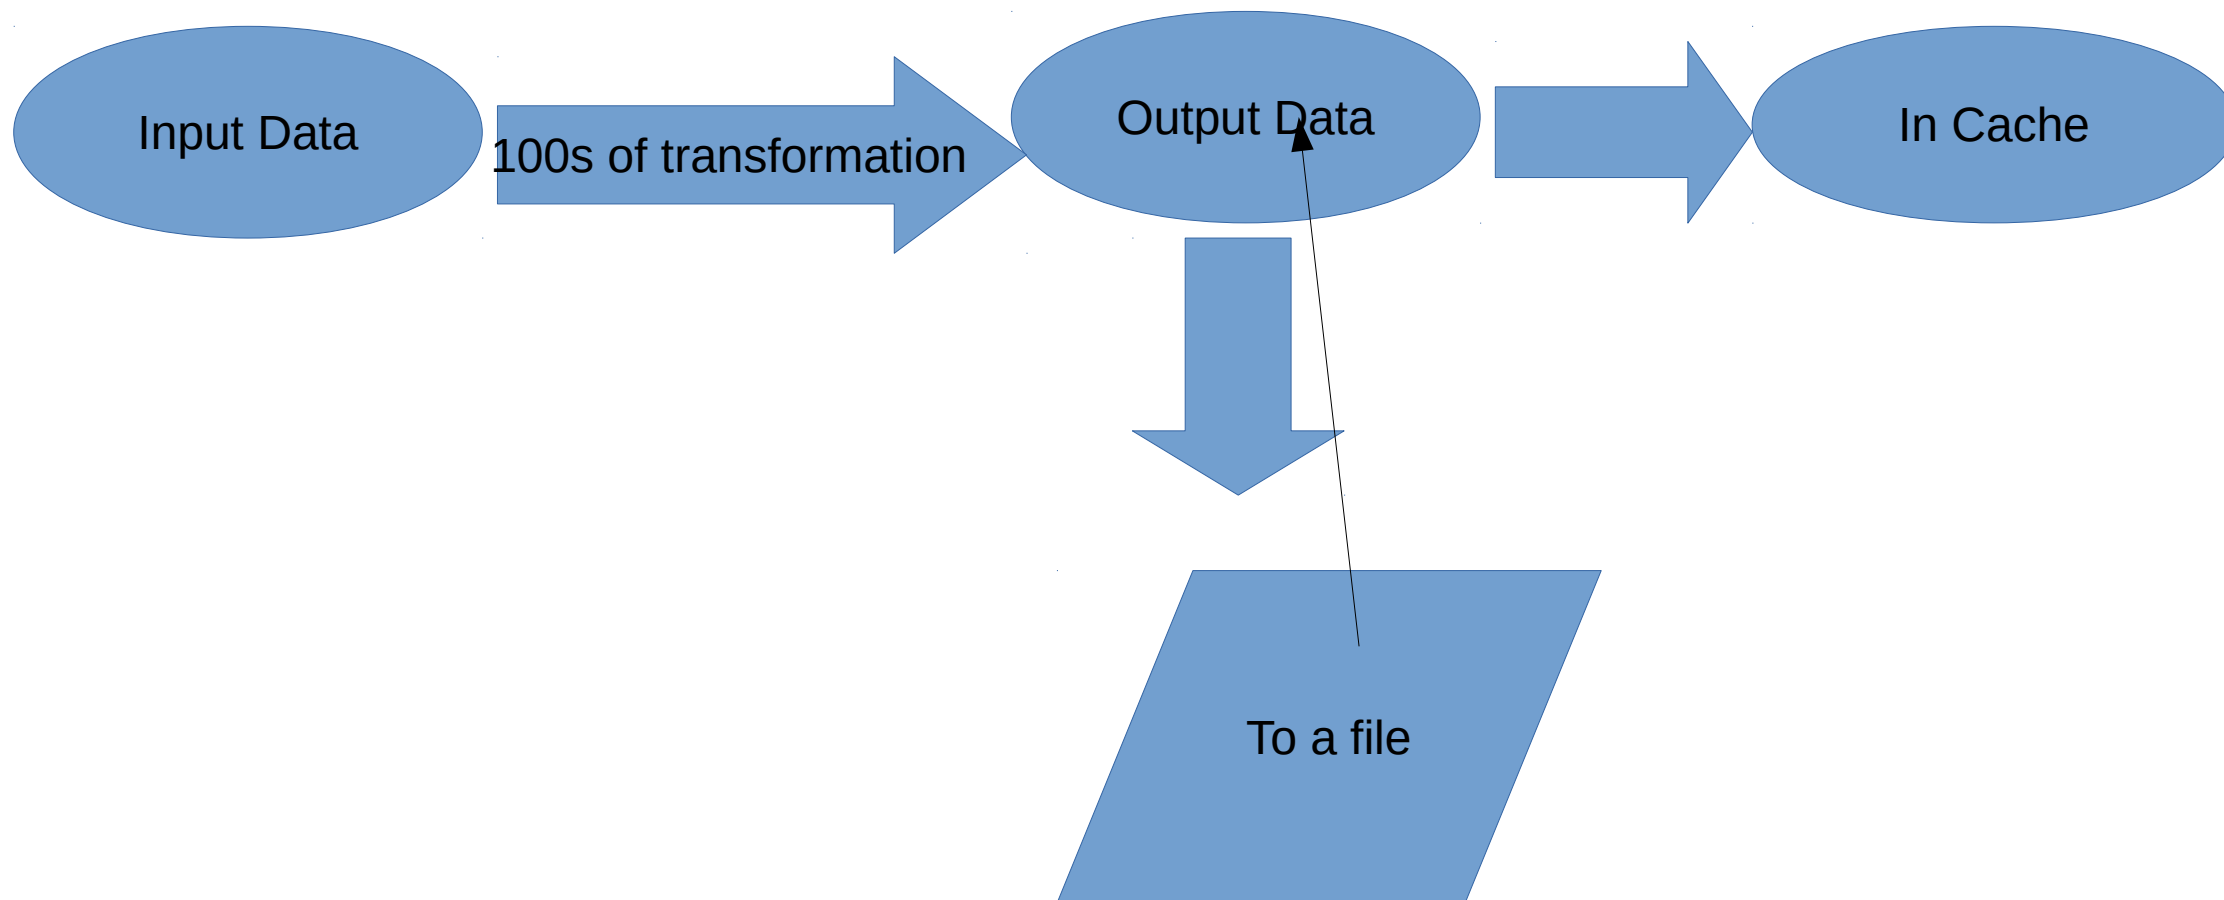 Input Data
100s of transformation
Output Data
In Cache
To a file